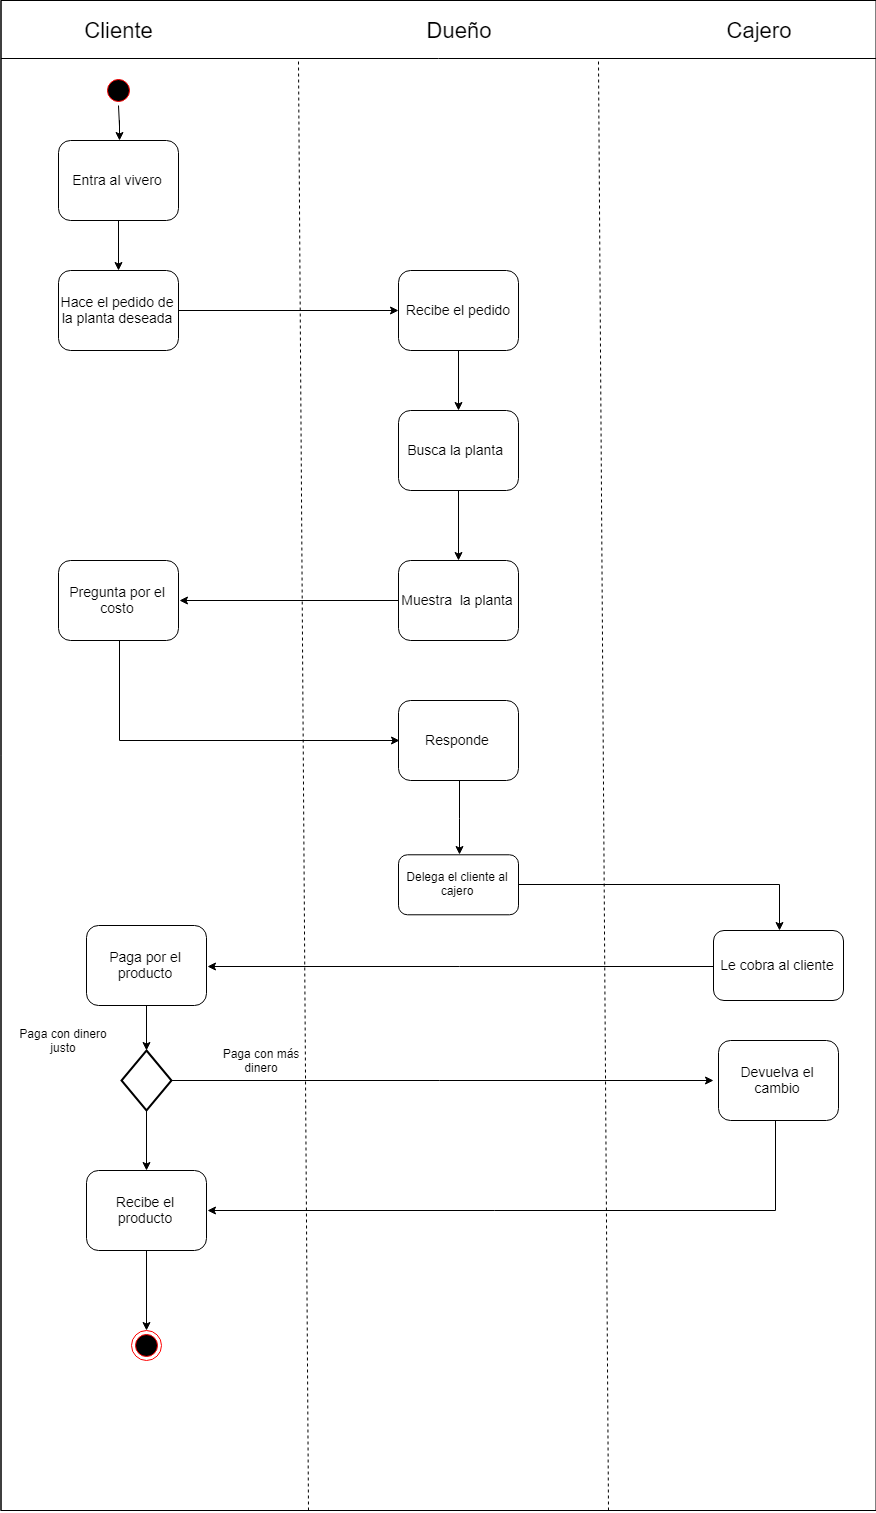 Cliente
Dueño
Cajero
Entra al vivero
Hace el pedido de
la planta deseada
Recibe el pedido
Busca la planta
Pregunta por el
costo
Muestra  la planta
Responde
Delega el cliente al
cajero
Paga por el
producto
Le cobra al cliente
Paga con dinero
justo
Paga con más
dinero
Devuelva el
cambio
Recibe el
producto